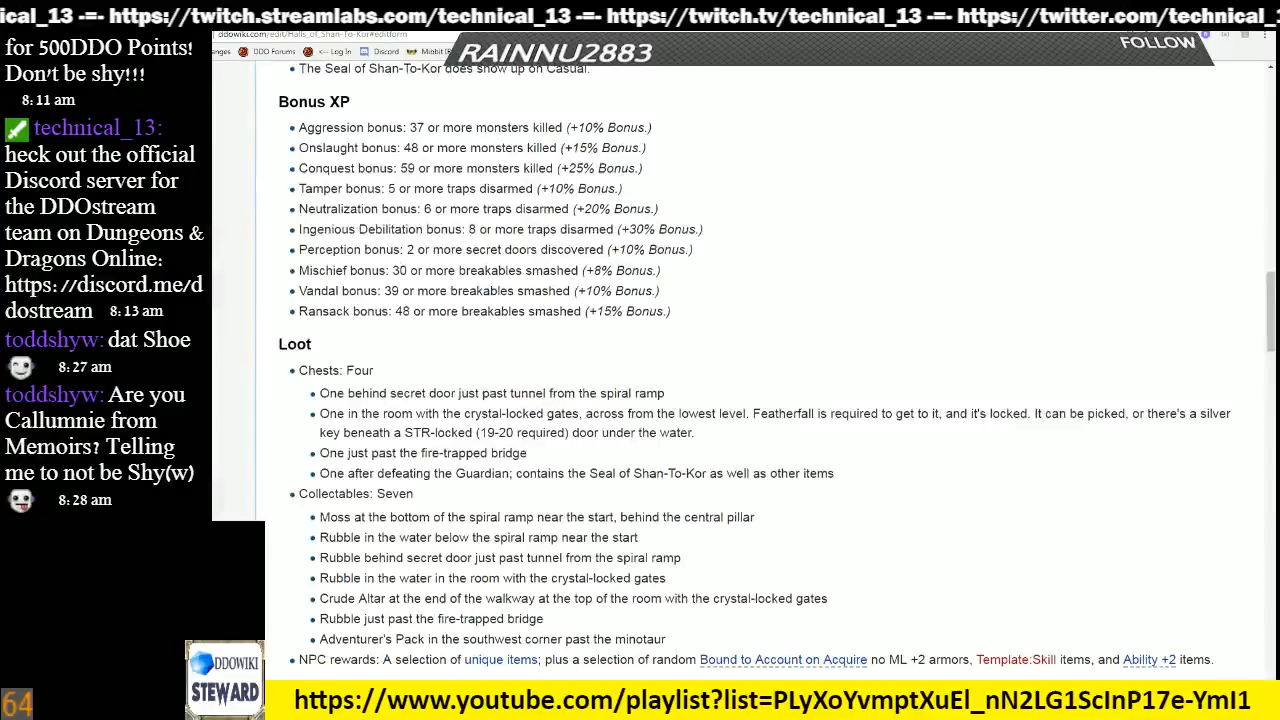 ical_13 -=- https://twitch.streamlabs.com/technical_13 -=- https://twitch.tv/technical_13 -=- https://twitter.com/technical_1
for 500DDO Points!
Don't be shy!!!
8:11 am
technical_13:
heck out the official
Discord server for
the DDOstream
team on Dungeons &
Dragons Online:
https://discord.me/d
dostream 8:13 am
toddshyw: dat Shoe
8:27 am
toddshyw: Are you
Callumnie from
Memoirs? Telling
me to not be Shy(w)
8:28 am
64
ddowiki.com/edit/Halls_of_Shan-To-Kor#editform
nges DDO Forums <-- Log In Discord Mibbit
RAINNU2883
FOLLOW
The Seal of Shan-To-Kor does show up on Casual.
Bonus XP
Aggression bonus: 37 or more monsters killed (+10% Bonus.)
Onslaught bonus: 48 or more monsters killed (+15% Bonus.)
Conquest bonus: 59 or more monsters killed (+25% Bonus.)
Tamper bonus: 5 or more traps disarmed (+10% Bonus.)
Neutralization bonus: 6 or more traps disarmed (+20% Bonus.)
Ingenious Debilitation bonus: 8 or more traps disarmed (+30% Bonus.)
Perception bonus: 2 or more secret doors discovered (+10% Bonus.)
Mischief bonus: 30 or more breakables smashed (+8% Bonus.)
Vandal bonus: 39 or more breakables smashed (+10% Bonus.)
Ransack bonus: 48 or more breakables smashed (+15% Bonus.)
Loot
Chests: Four
One behind secret door just past tunnel from the spiral ramp
One in the room with the crystal-locked gates, across from the lowest level. Featherfall is required to get to it, and it's locked. It can be picked, or there's a silver
key beneath a STR-locked (19-20 required) door under the water.
One just past the fire-trapped bridge
One after defeating the Guardian; contains the Seal of Shan-To-Kor as well as other items
Collectables: Seven
Moss at the bottom of the spiral ramp near the start, behind the central pillar
Rubble in the water below the spiral ramp near the start
Rubble behind secret door just past tunnel from the spiral ramp
Rubble in the water in the room with the crystal-locked gates
Crude Altar at the end of the walkway at the top of the room with the crystal-locked gates
Rubble just past the fire-trapped bridge
Adventurer's Pack in the southwest corner past the minotaur
NPC rewards: A selection of unique items; plus a selection of random Bound to Account on Acquire no ML +2 armors, Template:Skill items, and Ability +2 items.
DDOWIKI
STEWARD
https://www.youtube.com/playlist?list=PLyXoYvmptXuEl_nN2LG1ScInP17e-YmI1